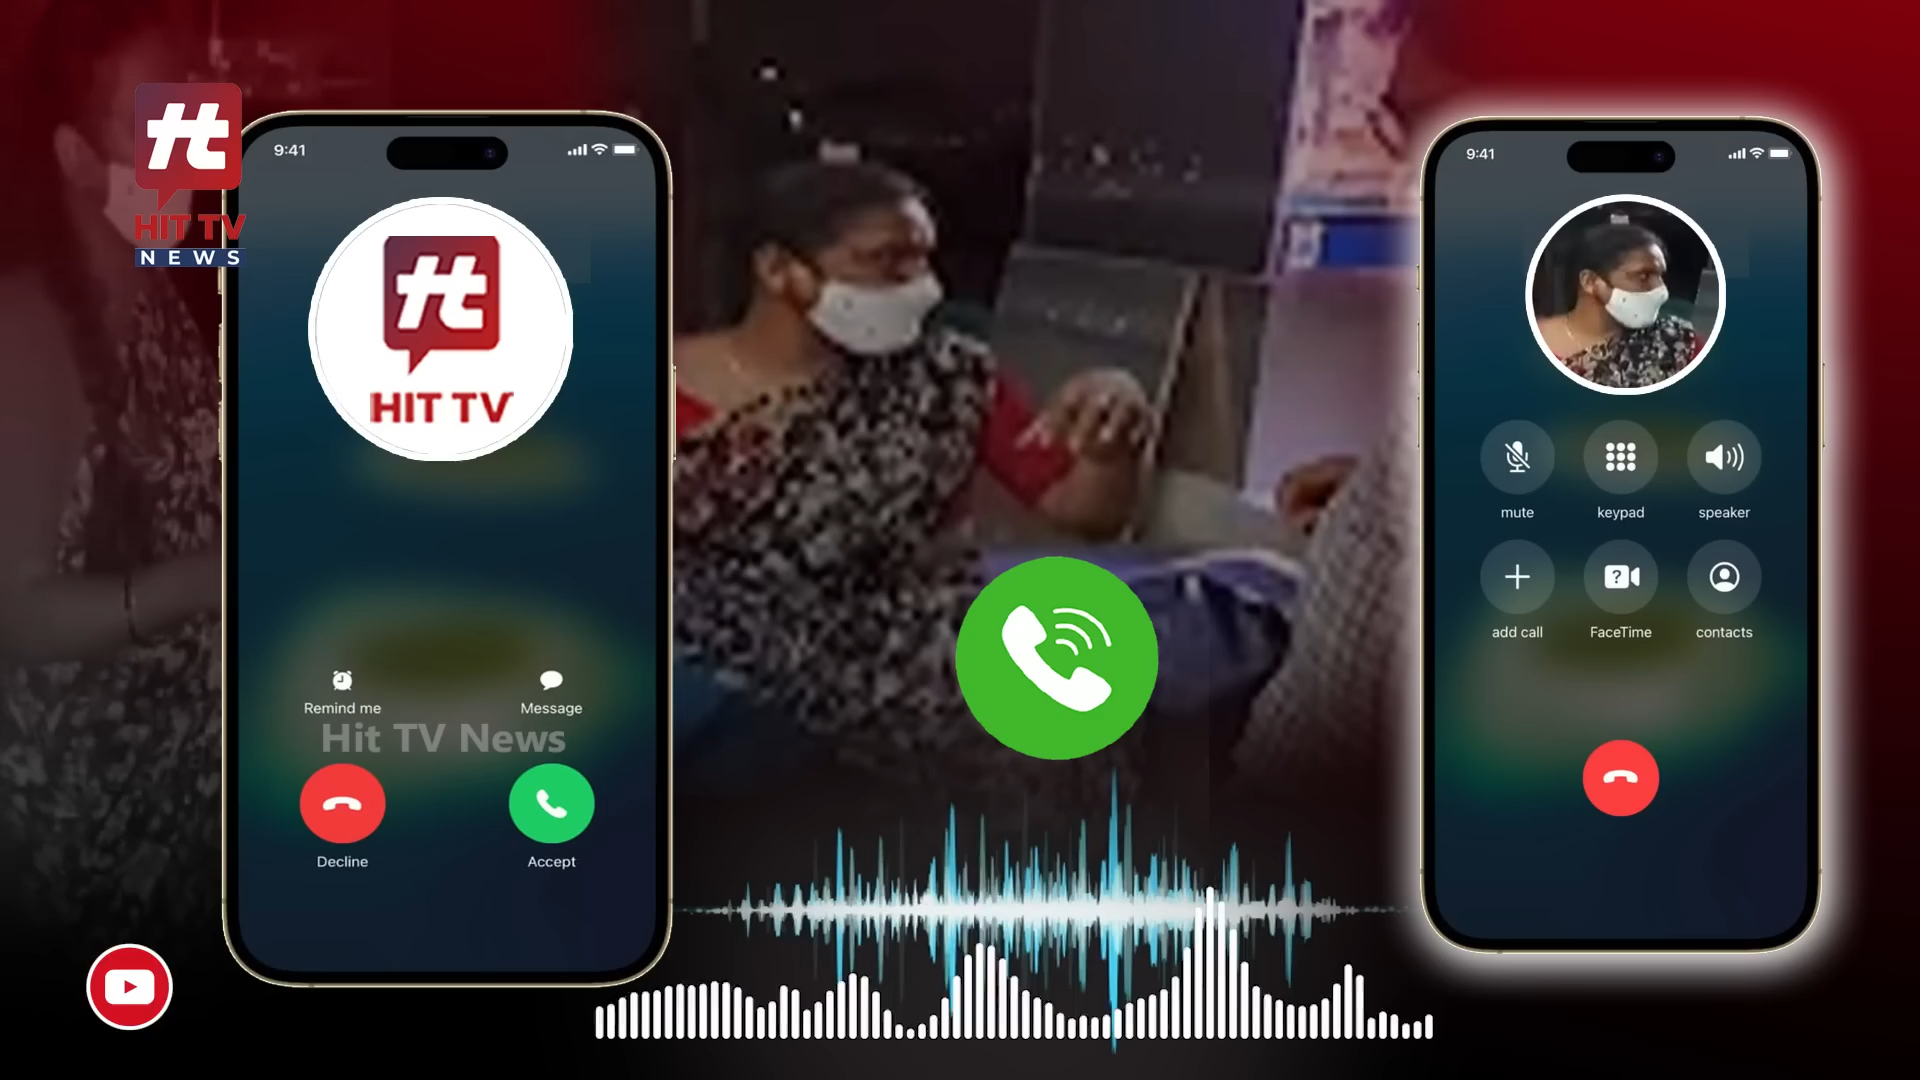 HIT TV
NEWS
9:41
HIT TV
Remind me
Message
Hit TV News
Decline
Accept
9:41
mute
keypad
speaker
?
add call
FaceTime
contacts